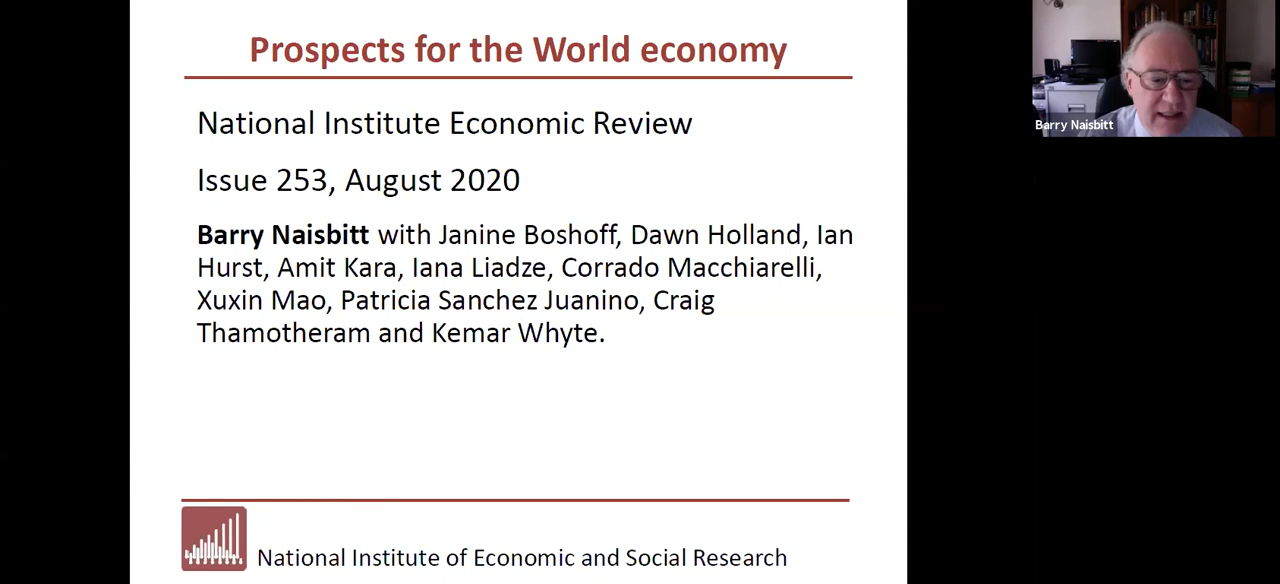 Prospects for the World economy
National Institute Economic Review
Issue 253, August 2020
Barry Naisbitt with Janine Boshoff, Dawn Holland, Ian
Hurst, Amit Kara, Iana Liadze, Corrado Macchiarelli,
Xuxin Mao, Patricia Sanchez Juanino, Craig
Thamotheram and Kemar Whyte.
National Institute of Economic and Social Research
Barry Naisbitt